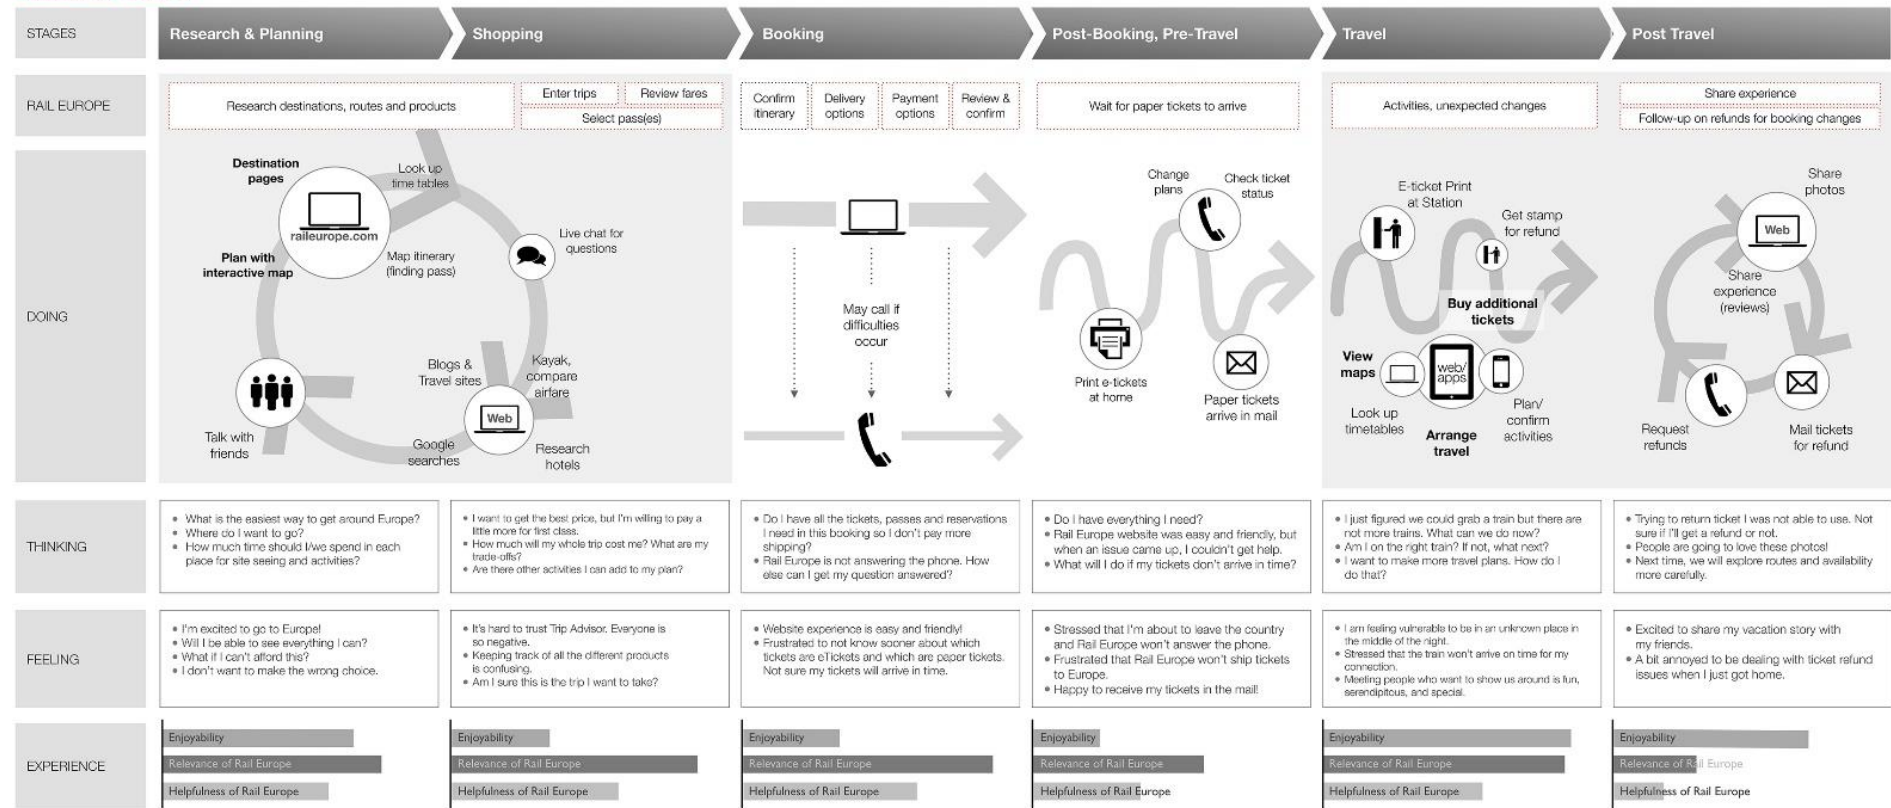 STAGES
Research & Planning
Shopping
Booking
Post-Booking, Pre-Travel
Travel
Post Travel
RAIL EUROPE
Research destinations, routes and products
Enter trips
Review fares
Select pass(es)
Confirm
itinerary
Delivery
options
Payment
options
Review &
confirm
Wait for paper tickets to arrive
Activities, unexpected changes
Share experience
Follow-up on refunds for booking changes
DOING
Destination
pages
Look up
time tables
raileurope.com
Plan with
interactive map
Map itinerary
(finding pass)
Live chat for
questions
Blogs &
Travel sites
Kayak,
compare
airfare
Web
Talk with
friends
Google
searches
Research
hotels
May call if
difficulties
occur
Change
plans
Check ticket
status
Print e-tickets
at home
Paper tickets
arrive in mail
E-ticket Print
at Station
Get stamp
for refund
Buy additional
tickets
View
maps
web/
apps
Look up
timetables
Arrange
travel
Plan/
confirm
activities
Share
photos
Web
Share
experience
(reviews)
Request
refunds
Mail tickets
for refund
THINKING
• What is the easiest way to get around Europe?
• Where do I want to go?
• How much time should I/we spend in each
place for site seeing and activities?
• I want to get the best price, but I'm willing to pay a
little more for first class.
• How much will my whole trip cost me? What are my
trade-offs?
• Are there other activities I can add to my plan?
• Do I have all the tickets, passes and reservations
I need in this booking so I don't pay more
shipping?
• Rail Europe is not answering the phone. How
else can I get my question answered?
• Do I have everything I need?
• Rail Europe website was easy and friendly, but
when an issue came up, I couldn't get help.
• What will I do if my tickets don't arrive in time?
• I just figured we could grab a train but there are
not more trains. What can we do now?
• Am I on the right train? If not, what next?
• I want to make more travel plans. How do I
do that?
• Trying to return ticket I was not able to use. Not
sure if I'll get a refund or not.
• People are going to love these photos!
• Next time, we will explore routes and availability
more carefully.
FEELING
• I'm excited to go to Europe!
• Will I be able to see everything I can?
• What if I can't afford this?
• I don't want to make the wrong choice.
• It's hard to trust Trip Advisor. Everyone is
so negative.
• Keeping track of all the different products
is confusing.
• Am I sure this is the trip I want to take?
• Website experience is easy and friendly!
• Frustrated to not know sooner about which
tickets are eTickets and which are paper tickets.
Not sure my tickets will arrive in time.
• Stressed that I'm about to leave the country
and Rail Europe won't answer the phone.
• Frustrated that Rail Europe won't ship tickets
to Europe.
• Happy to receive my tickets in the mail!
• I am feeling vulnerable to be in an unknown place in
the middle of the night.
• Stressed that the train won't arrive on time for my
connection.
• Meeting people who want to show us around is fun,
serendipitous, and special.
• Excited to share my vacation story with
my friends.
• A bit annoyed to be dealing with ticket refund
issues when I just got home.
EXPERIENCE
Enjoyability
Relevance of Rail Europe
Helpfulness of Rail Europe
Enjoyability
Relevance of Rail Europe
Helpfulness of Rail Europe
Enjoyability
Relevance of Rail Europe
Helpfulness of Rail Europe
Enjoyability
Relevance of Rail Europe
Helpfulness of Rail Europe
Enjoyability
Relevance of Rail Europe
Helpfulness of Rail Europe
Enjoyability
Relevance of Rail Europe
Helpfulness of Rail Europe